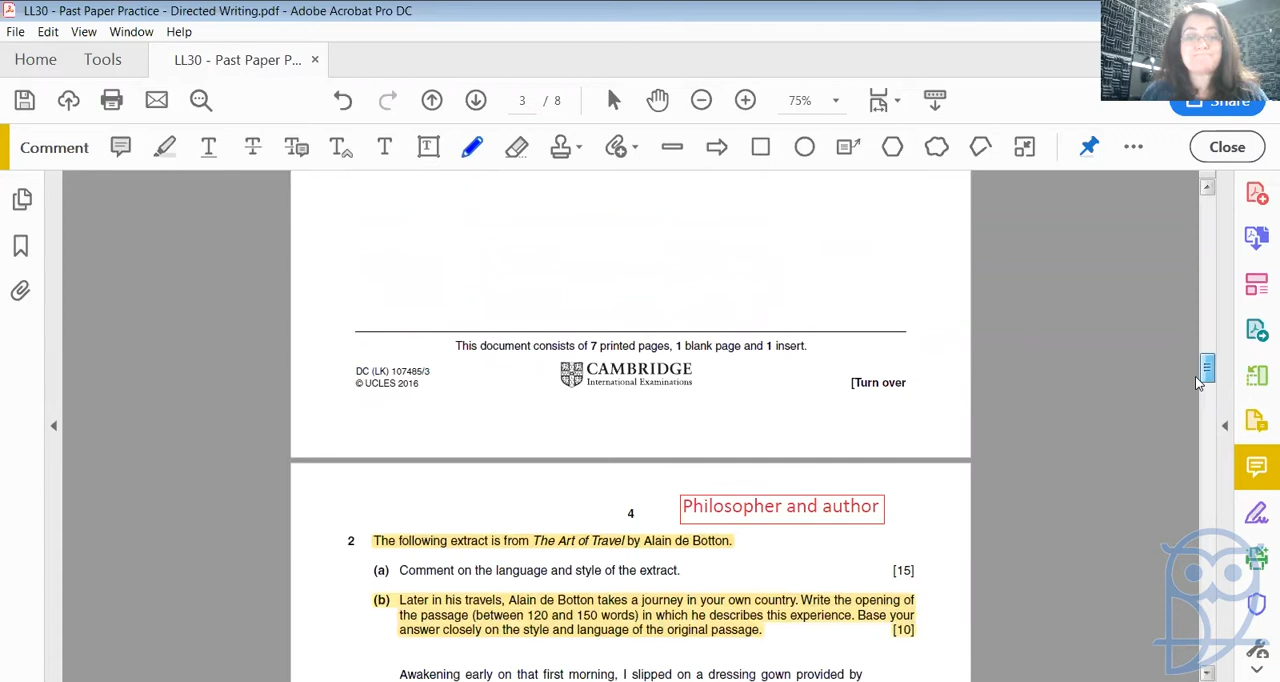 LL30 - Past Paper Practice - Directed Writing.pdf - Adobe Acrobat Pro DC
File Edit View Window Help
Home Tools LL30 - Past Paper P... ×
3 / 8 75% Share
Comment Close
This document consists of 7 printed pages, 1 blank page and 1 insert.
DC (LK) 107485/3
© UCLES 2016
CAMBRIDGE
International Examinations
[Turn over
4
Philosopher and author
2 The following extract is from The Art of Travel by Alain de Botton.
(a) Comment on the language and style of the extract. [15]
(b) Later in his travels, Alain de Botton takes a journey in your own country. Write the opening of
the passage (between 120 and 150 words) in which he describes this experience. Base your
answer closely on the style and language of the original passage. [10]
Awakening early on that first morning, I slipped on a dressing gown provided by